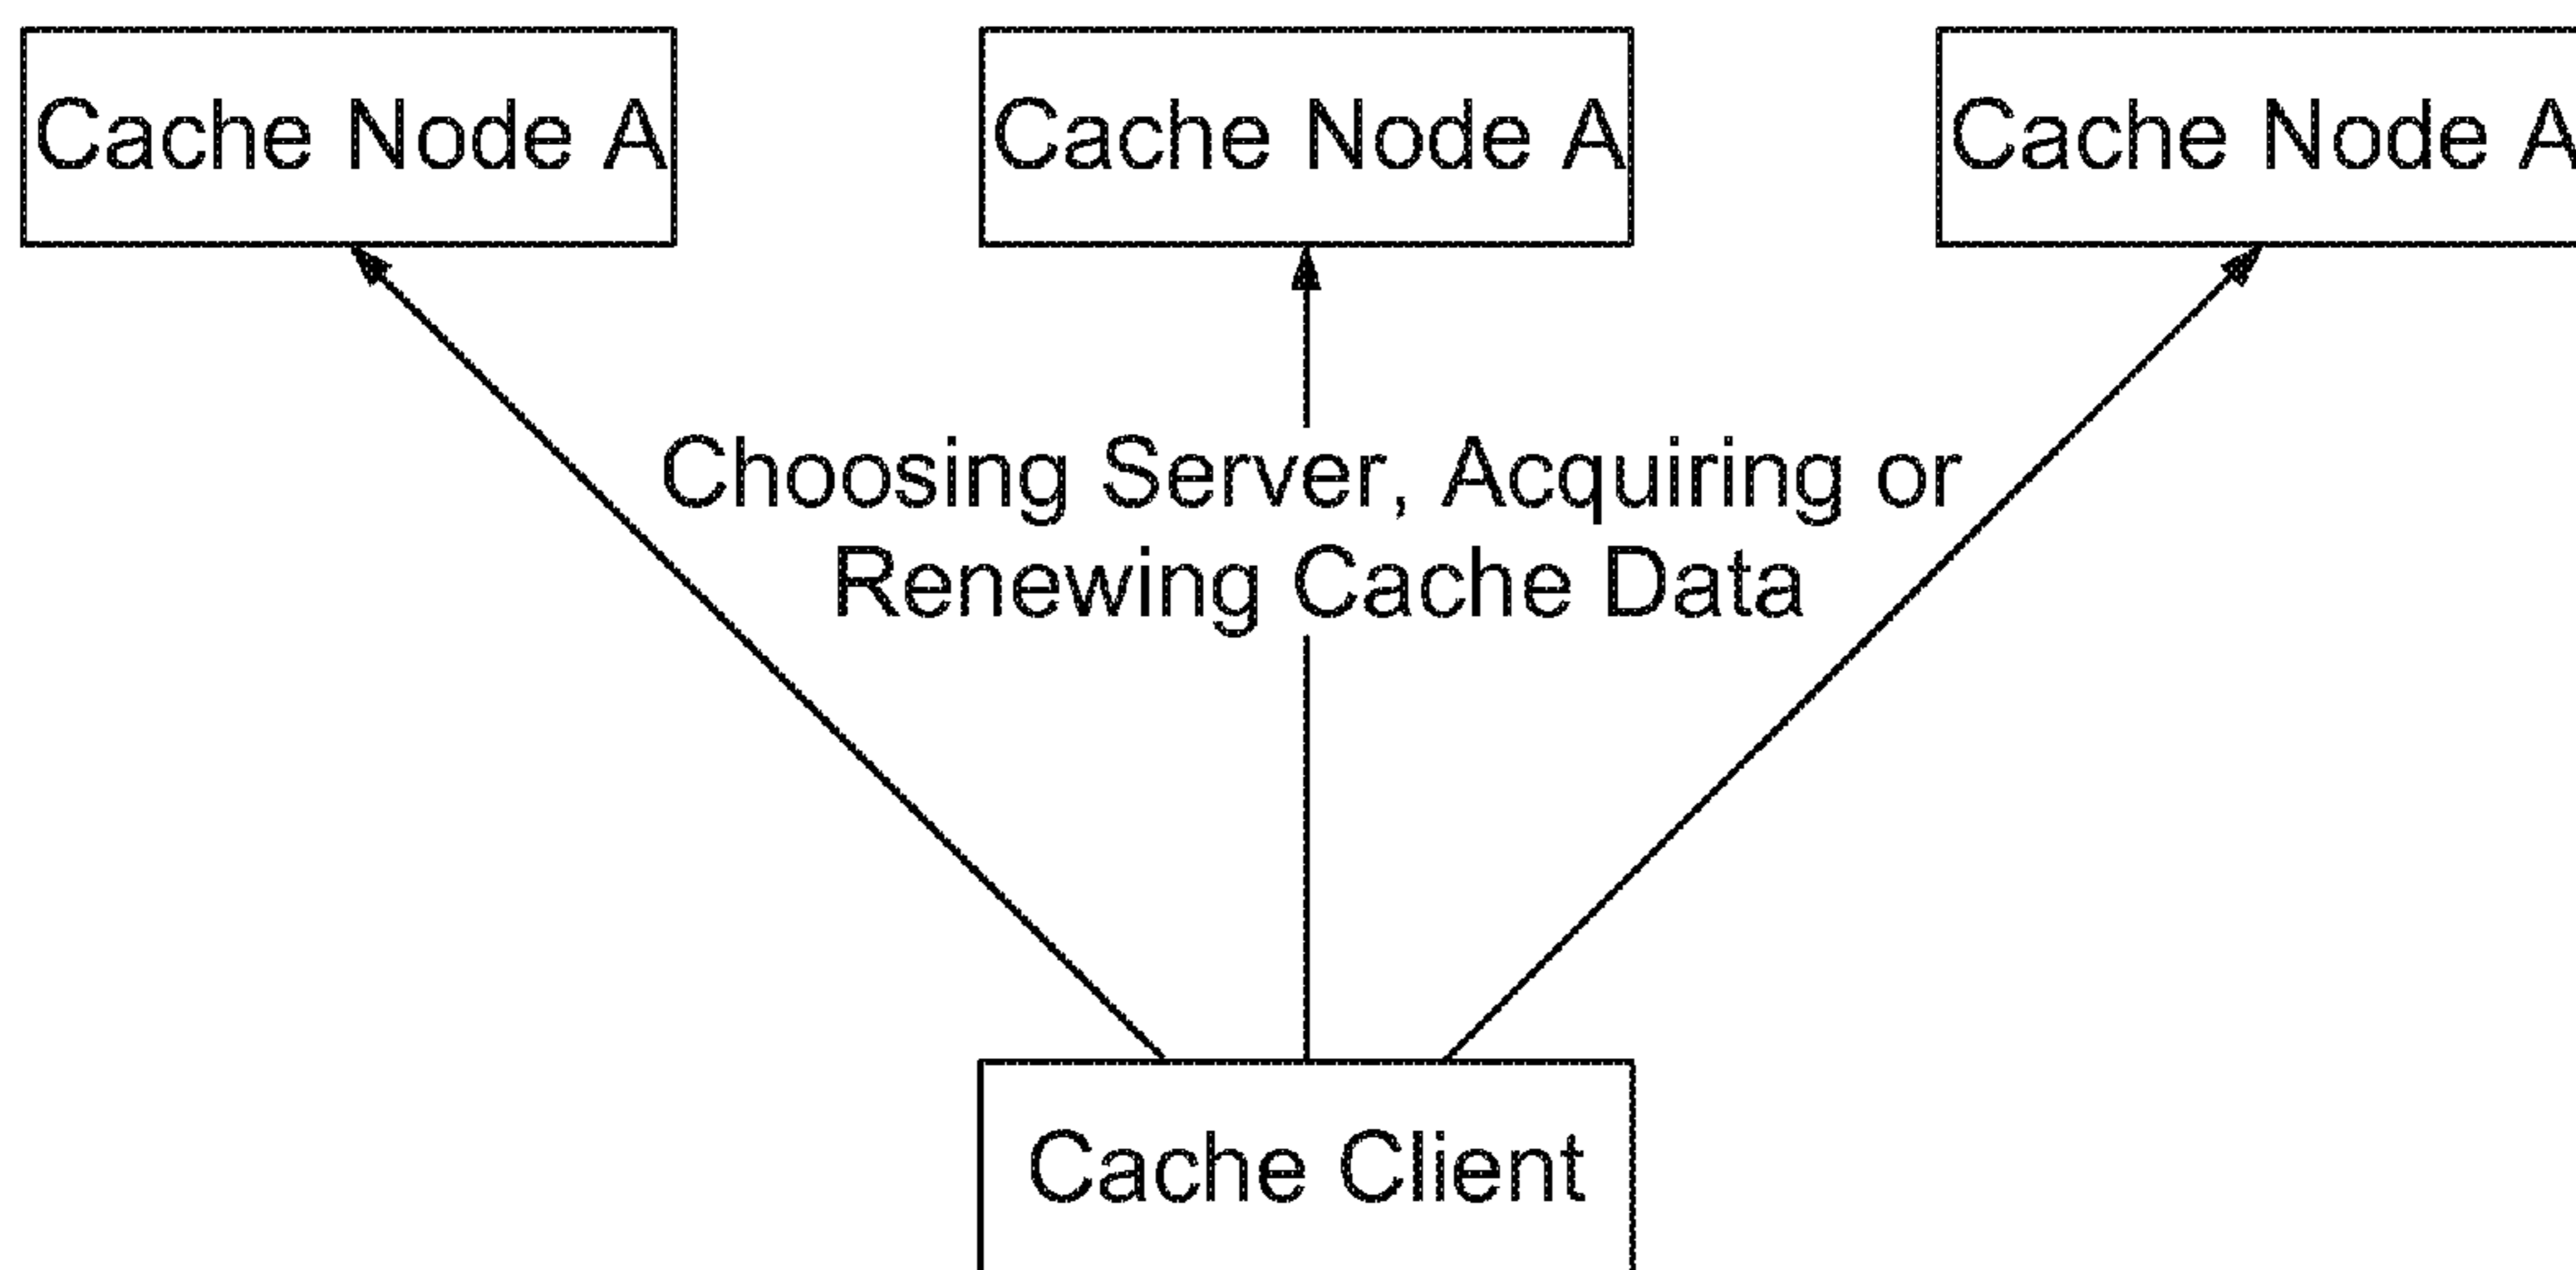 Cache Node A
Cache Node A
Cache Node A
Choosing Server, Acquiring or
Renewing Cache Data
Cache Client